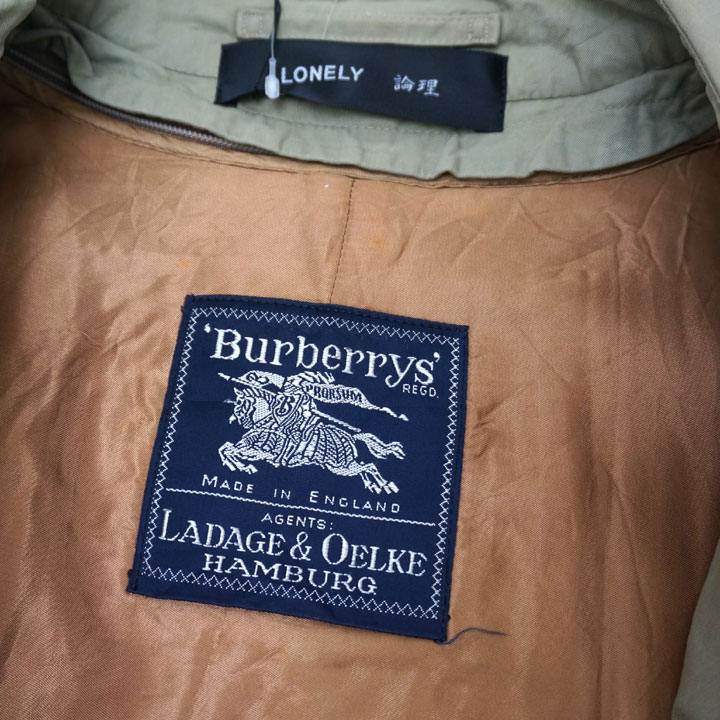 LONELY 論理
'Burberrys'
REGD.
PRORSUM
MADE IN ENGLAND
AGENTS:
LADAGE & OELKE
HAMBURG